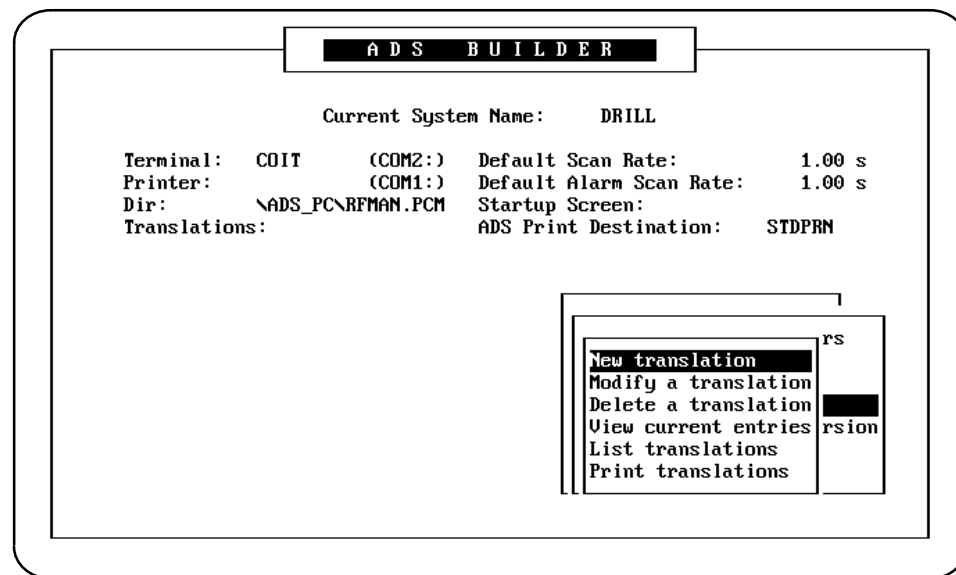 ADS BUILDER
Current System Name: DRILL
Terminal: COIT (COM2:) Default Scan Rate: 1.00 s
Printer: (COM1:) Default Alarm Scan Rate: 1.00 s
Dir: \ADS_PC\RFMAN.PCM Startup Screen:
Translations: ADS Print Destination: STDPRN
rs
New translation
Modify a translation
Delete a translation
View current entries rsion
List translations
Print translations